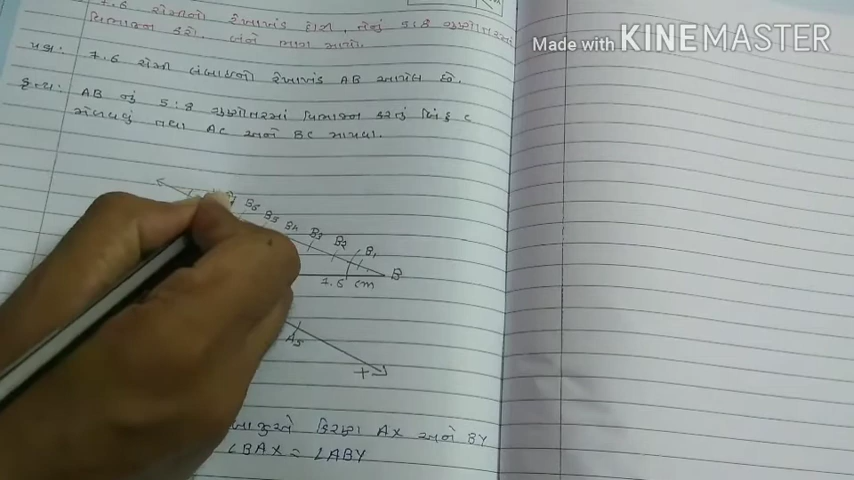 7.6 સેમીનો રેખાખંડ દોરી, તેનું 5:8 ગુણોત્તરમાં
વિભાજન કરો. બંને ભાગ માપો.
Made with KINEMASTER
પક્ષ: 7.6 સેમી લંબાઇનો રેખાખંડ AB આપેલ છે.
કૃત્ય: AB નું 5:8 ગુણોત્તરમાં વિભાજન કરતું બિંદુ C
મેળવવું તથા AC અને BC માપવા.
B6
B5
B4
B3
B2
B1
B
7.6 cm
A5
X
કિરણ AX અને BY
∠BAX = ∠ABY